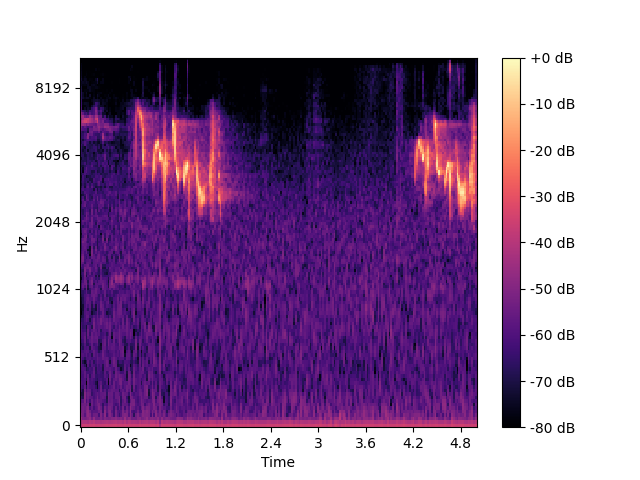 8192
4096
2048
1024
512
0
Hz
0 0.6 1.2 1.8 2.4 3 3.6 4.2 4.8
Time
+0 dB
-10 dB
-20 dB
-30 dB
-40 dB
-50 dB
-60 dB
-70 dB
-80 dB